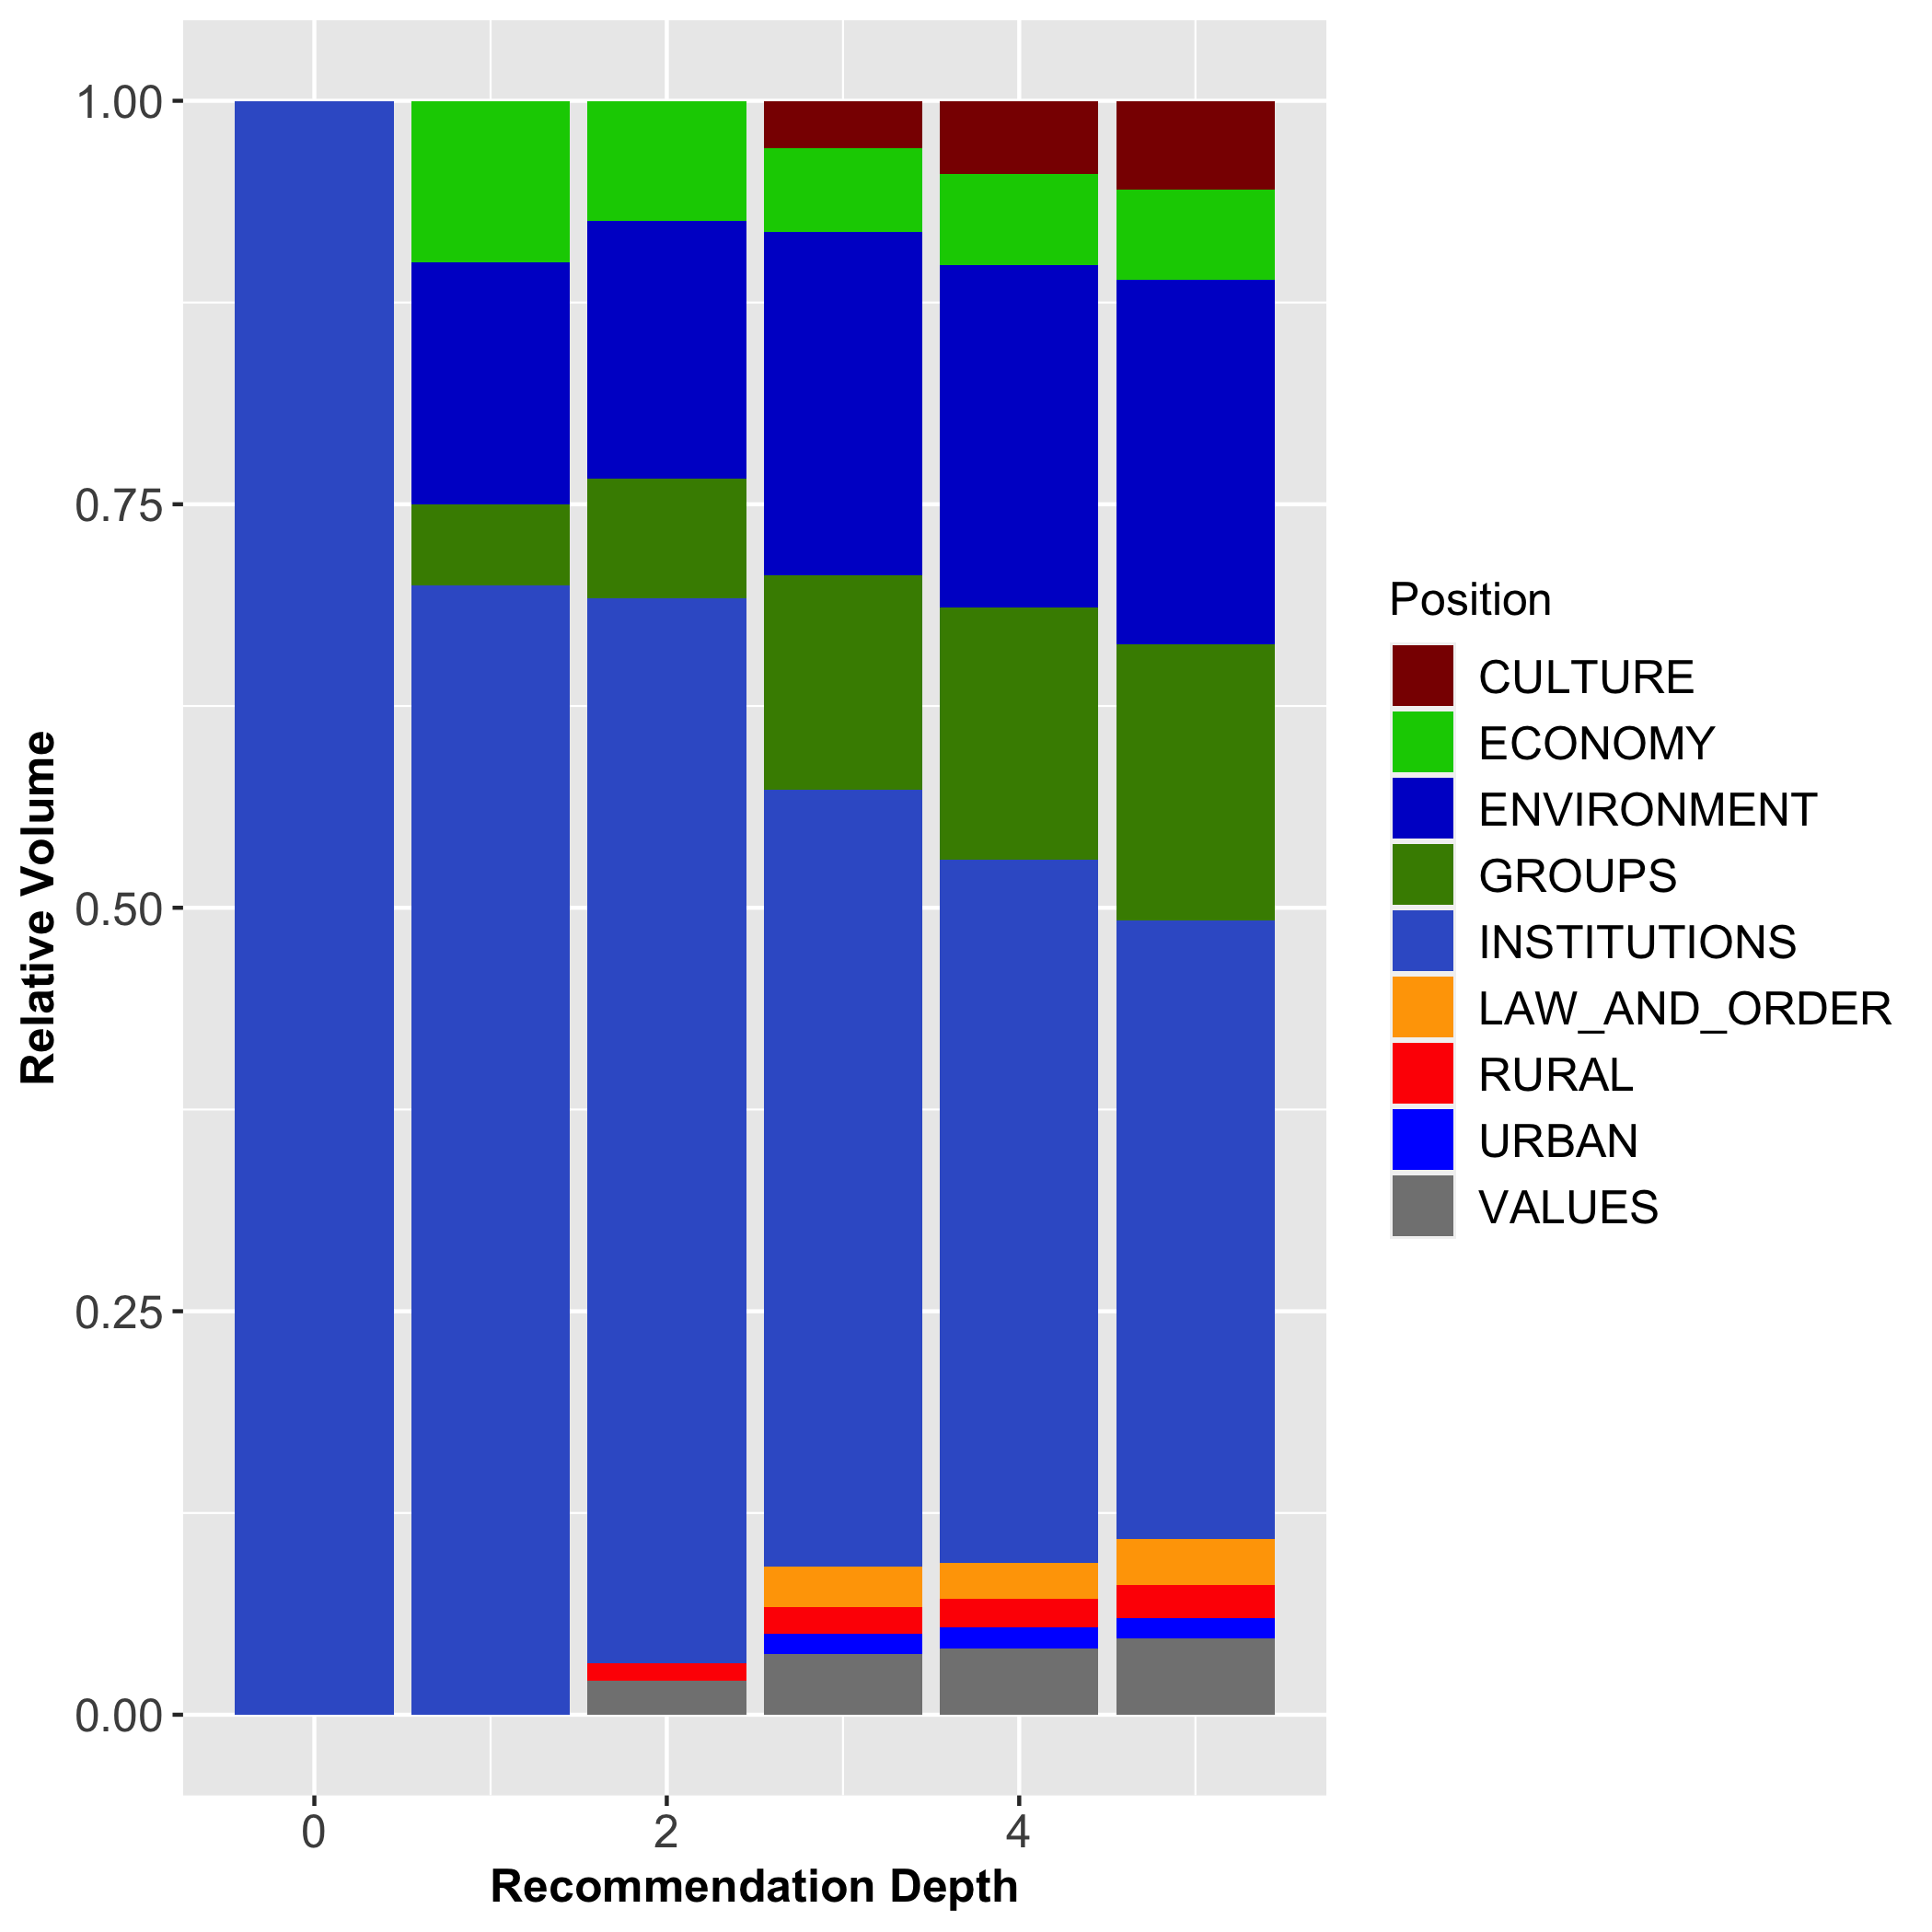 1.00
0.75
0.50
0.25
0.00
Relative Volume
0
2
4
Recommendation Depth
Position
CULTURE
ECONOMY
ENVIRONMENT
GROUPS
INSTITUTIONS
LAW_AND_ORDER
RURAL
URBAN
VALUES